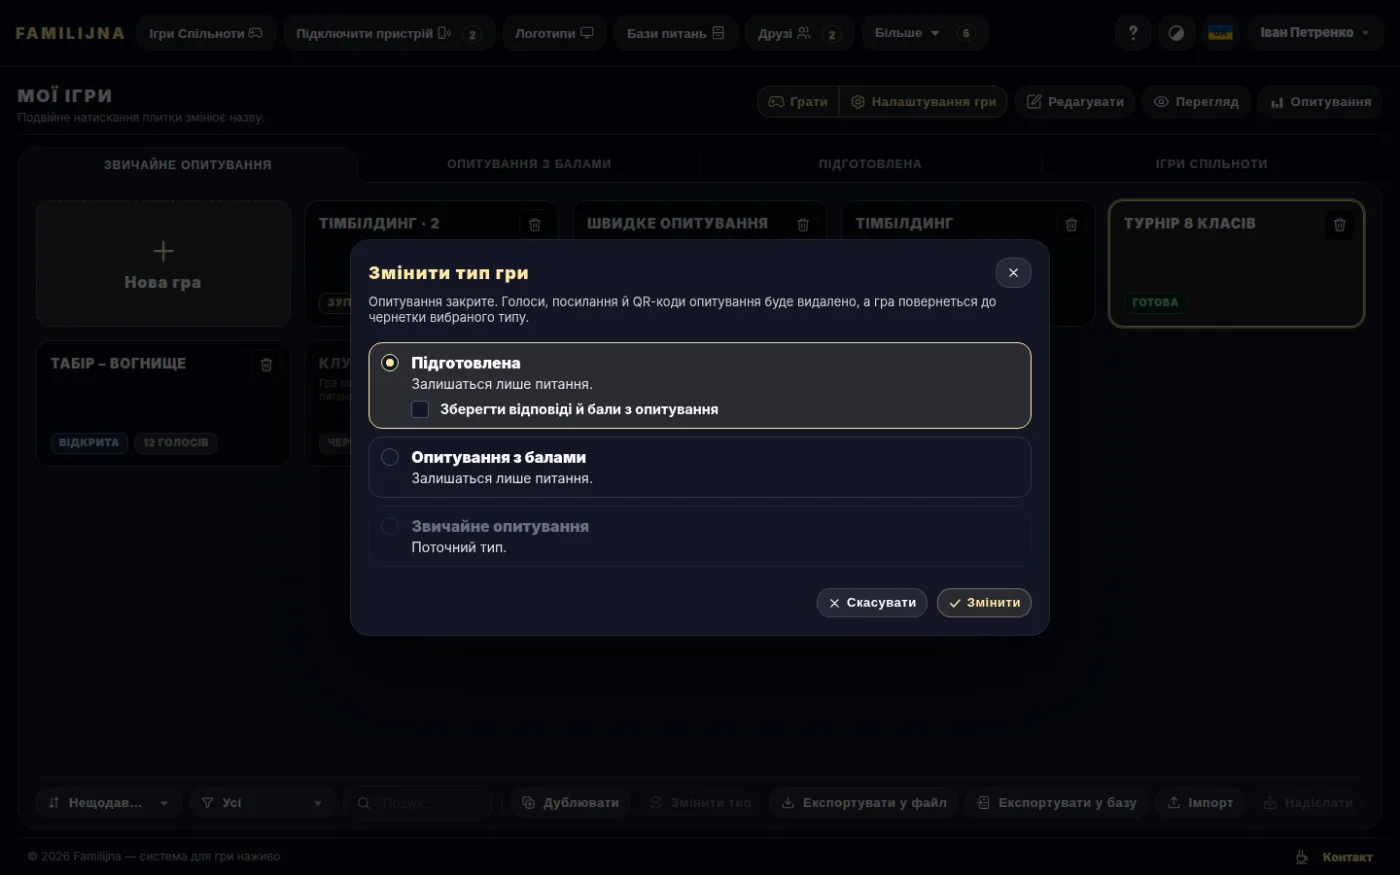 FAMILIJNA
Ігри Спільноти
Підключити пристрій 2
Логотипи
Бази питань
Друзі 2
Більше 6
?
Іван Петренко
МОЇ ІГРИ
Подвійне натискання плитки змінює назву.
Грати
Налаштування гри
Редагувати
Перегляд
Опитування
ЗВИЧАЙНЕ ОПИТУВАННЯ
ОПИТУВАННЯ З БАЛАМИ
ПІДГОТОВЛЕНА
ІГРИ СПІЛЬНОТИ
Нова гра
ТІМБІЛДИНГ · 2
ШВИДКЕ ОПИТУВАННЯ
ТІМБІЛДИНГ
ТУРНІР 8 КЛАСІВ
ГОТОВА
ТАБІР – ВОГНИЩЕ
ВІДКРИТА
12 ГОЛОСІВ
Змінити тип гри
Опитування закрите. Голоси, посилання й QR-коди опитування буде видалено, а гра повернеться до
чернетки вибраного типу.
Підготовлена
Залишаться лише питання.
Зберегти відповіді й бали з опитування
Опитування з балами
Залишаться лише питання.
Звичайне опитування
Поточний тип.
Скасувати
Змінити
Нещодав...
Усі
Пошук...
Дублювати
Змінити тип
Експортувати у файл
Експортувати у базу
Імпорт
Надіслати
© 2026 Familijna — система для гри наживо
Контакт